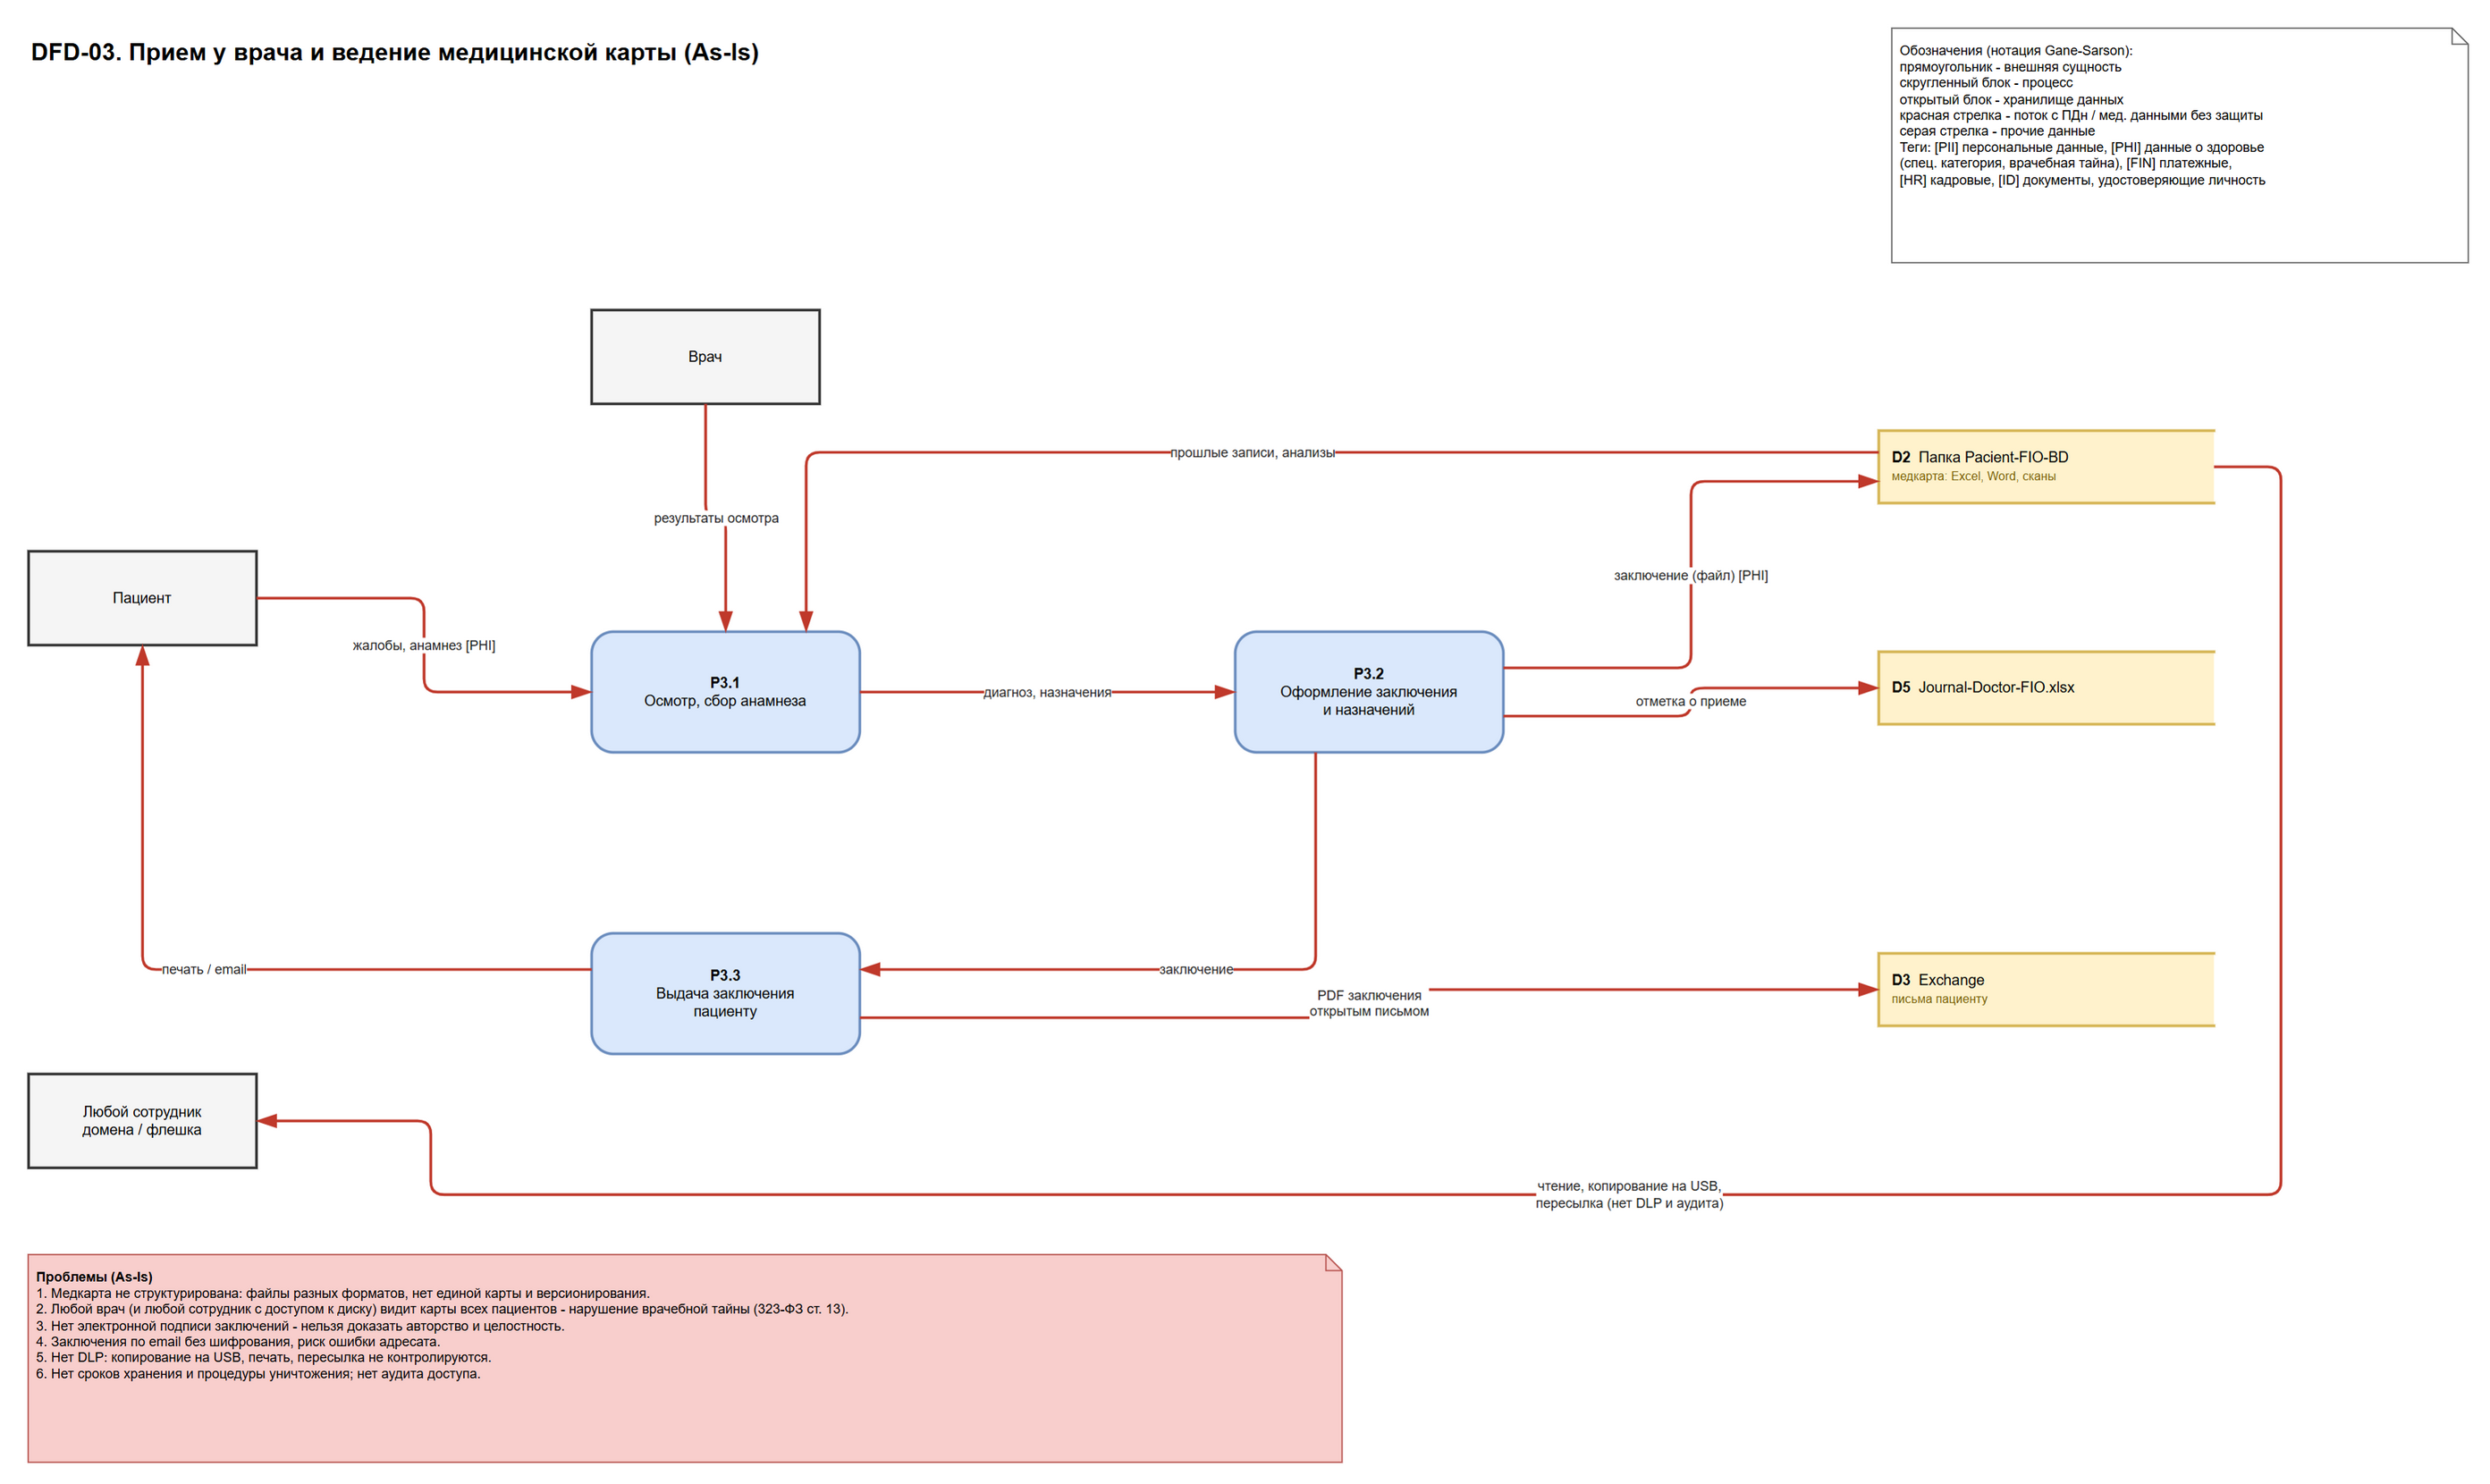 DFD-03. Прием у врача и ведение медицинской карты (As-Is)
Обозначения (нотация Gane-Sarson):
прямоугольник - внешняя сущность
скругленный блок - процесс
открытый блок - хранилище данных
красная стрелка - поток с ПДн / мед. данными без защиты
серая стрелка - прочие данные
Теги: [PII] персональные данные, [PHI] данные о здоровье
(спец. категория, врачебная тайна), [FIN] платежные,
[HR] кадровые, [ID] документы, удостоверяющие личность
Врач
прошлые записи, анализы
D2 Папка Pacient-FIO-BD
медкарта: Excel, Word, сканы
результаты осмотра
заключение (файл) [PHI]
Пациент
жалобы, анамнез [PHI]
P3.1
Осмотр, сбор анамнеза
диагноз, назначения
P3.2
Оформление заключения
и назначений
отметка о приеме
D5 Journal-Doctor-FIO.xlsx
печать / email
P3.3
Выдача заключения
пациенту
заключение
PDF заключения
открытым письмом
D3 Exchange
письма пациенту
Любой сотрудник
домена / флешка
чтение, копирование на USB,
пересылка (нет DLP и аудита)
Проблемы (As-Is)
1. Медкарта не структурирована: файлы разных форматов, нет единой карты и версионирования.
2. Любой врач (и любой сотрудник с доступом к диску) видит карты всех пациентов - нарушение врачебной тайны (323-ФЗ ст. 13).
3. Нет электронной подписи заключений - нельзя доказать авторство и целостность.
4. Заключения по email без шифрования, риск ошибки адресата.
5. Нет DLP: копирование на USB, печать, пересылка не контролируются.
6. Нет сроков хранения и процедуры уничтожения; нет аудита доступа.